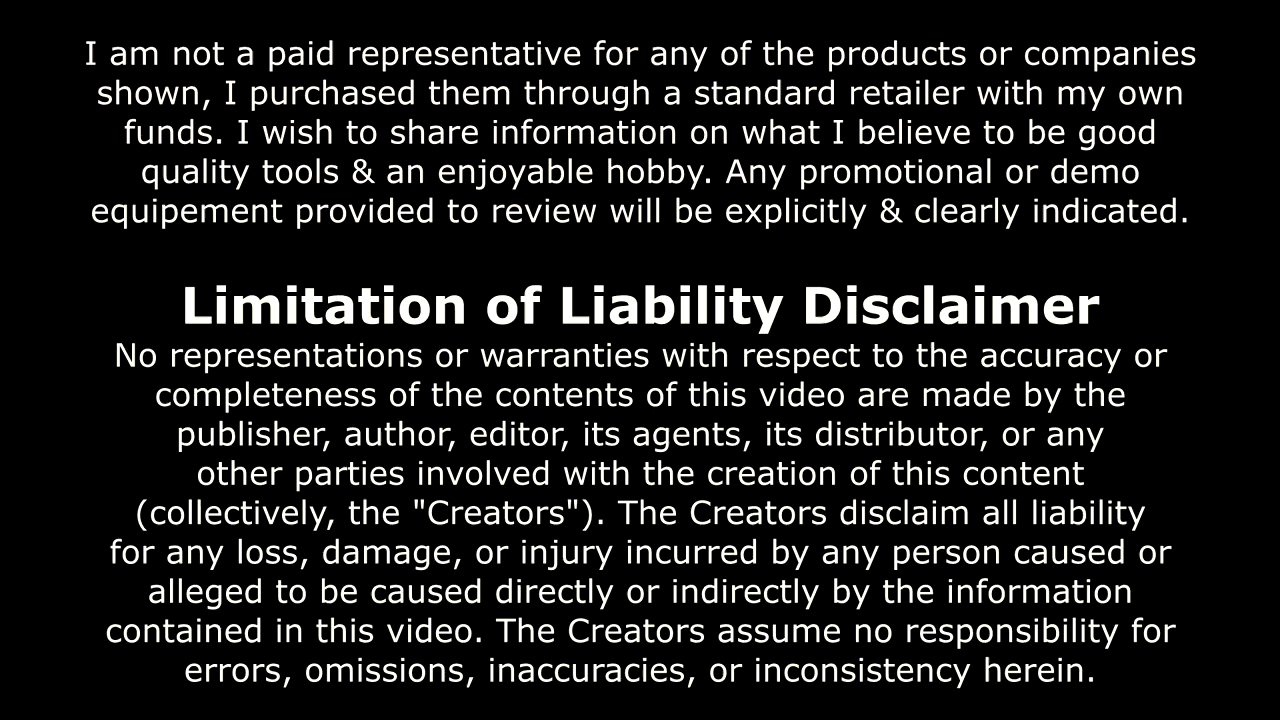 I am not a paid representative for any of the products or companies
shown, I purchased them through a standard retailer with my own
funds. I wish to share information on what I believe to be good
quality tools & an enjoyable hobby. Any promotional or demo
equipement provided to review will be explicitly & clearly indicated.
Limitation of Liability Disclaimer
No representations or warranties with respect to the accuracy or
completeness of the contents of this video are made by the
publisher, author, editor, its agents, its distributor, or any
other parties involved with the creation of this content
(collectively, the "Creators"). The Creators disclaim all liability
for any loss, damage, or injury incurred by any person caused or
alleged to be caused directly or indirectly by the information
contained in this video. The Creators assume no responsibility for
errors, omissions, inaccuracies, or inconsistency herein.